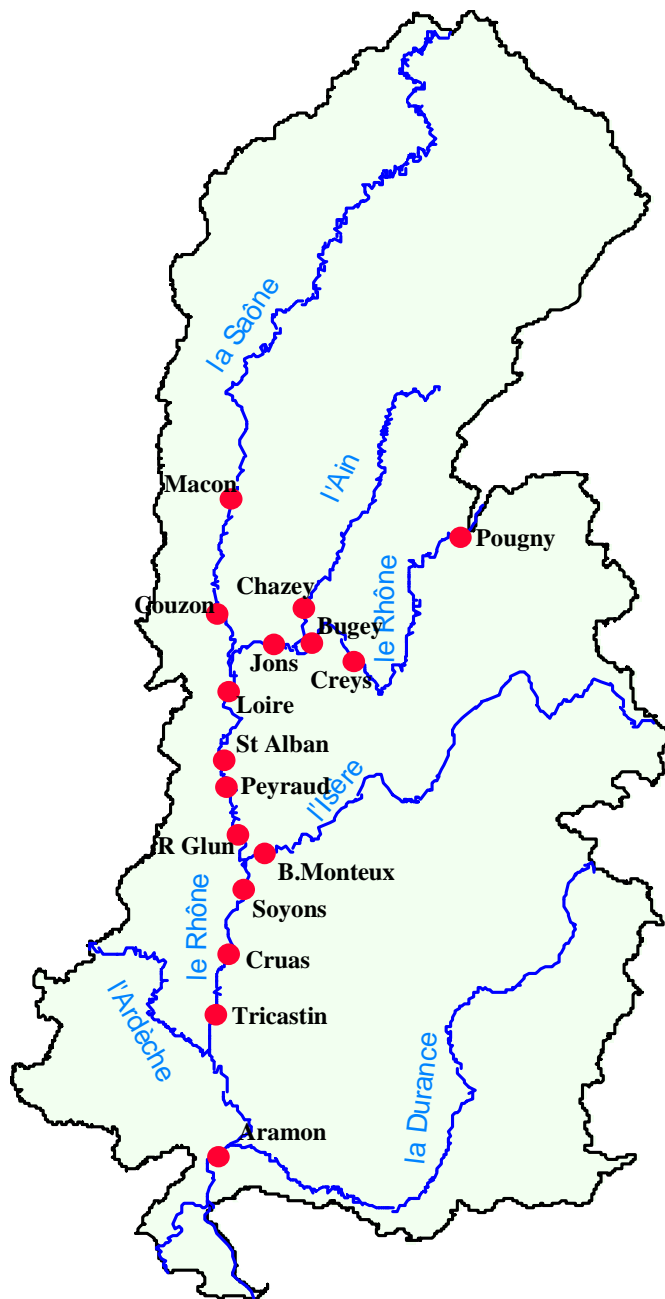 la Saône
l'Ain
Macon
Pougny
Chazey
Couzon
Bugey
le Rhône
Jons
Creys
Loire
St Alban
Peyraud
l'Isère
R Glun
B.Monteux
Soyons
le Rhône
Cruas
l'Ardèche
Tricastin
la Durance
Aramon